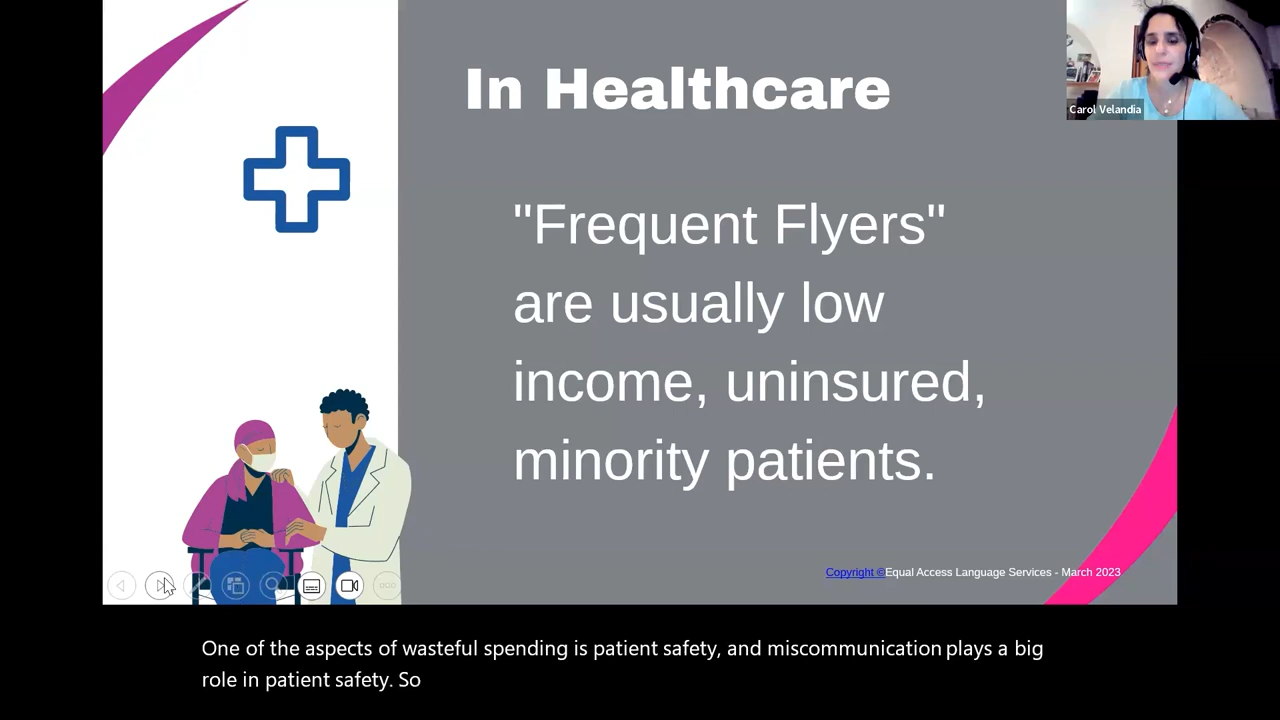 In Healthcare
Carol Velandia
"Frequent Flyers"
are usually low
income, uninsured,
minority patients.
Copyright ©Equal Access Language Services - March 2023
One of the aspects of wasteful spending is patient safety, and miscommunication plays a big
role in patient safety. So